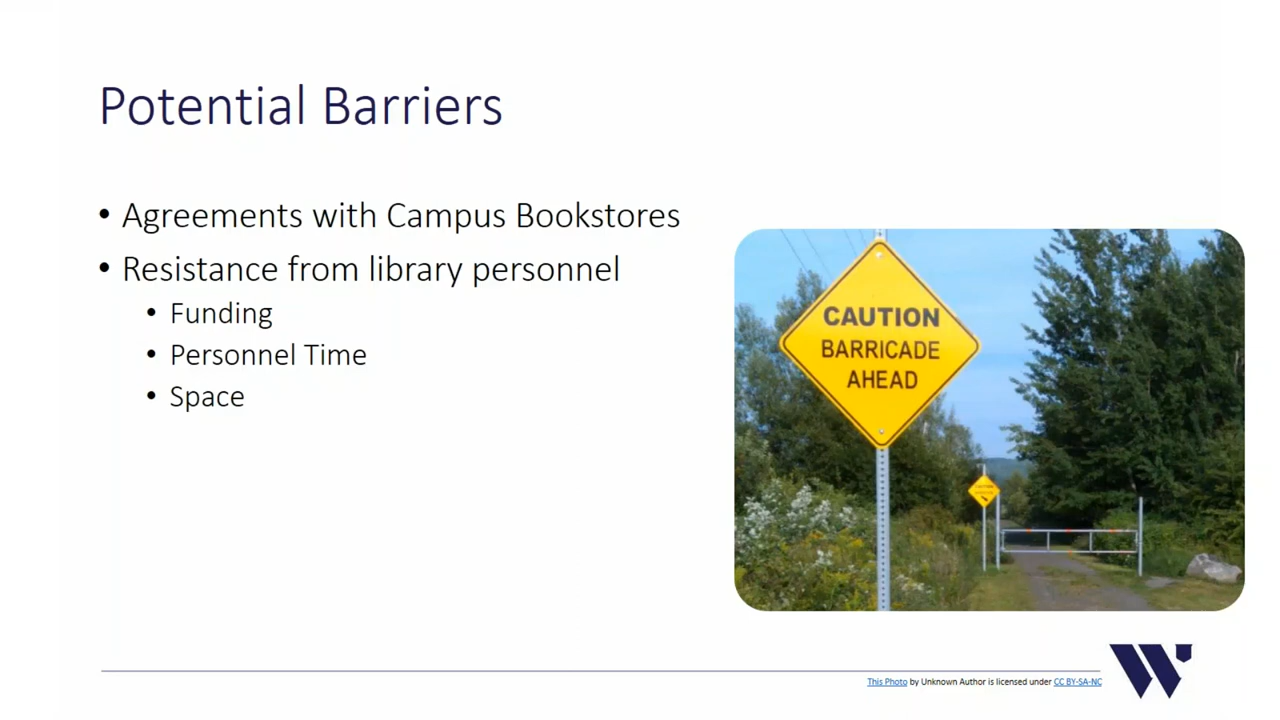 Potential Barriers
• Agreements with Campus Bookstores
• Resistance from library personnel
• Funding
• Personnel Time
• Space
CAUTION
BARRICADE
AHEAD
CAUTION
This Photo by Unknown Author is licensed under CC BY-SA-NC